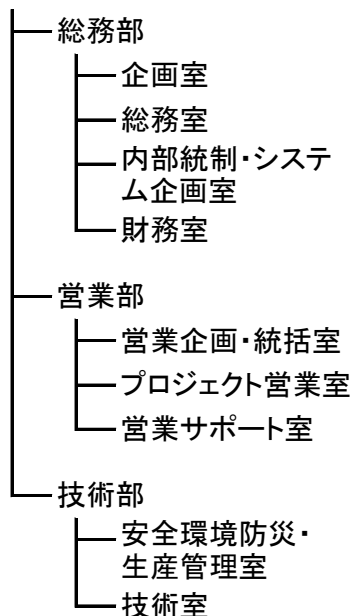 総務部
企画室
総務室
内部統制・システ
ム企画室
財務室
営業部
営業企画・統括室
プロジェクト営業室
営業サポート室
技術部
安全環境防災・
生産管理室
技術室